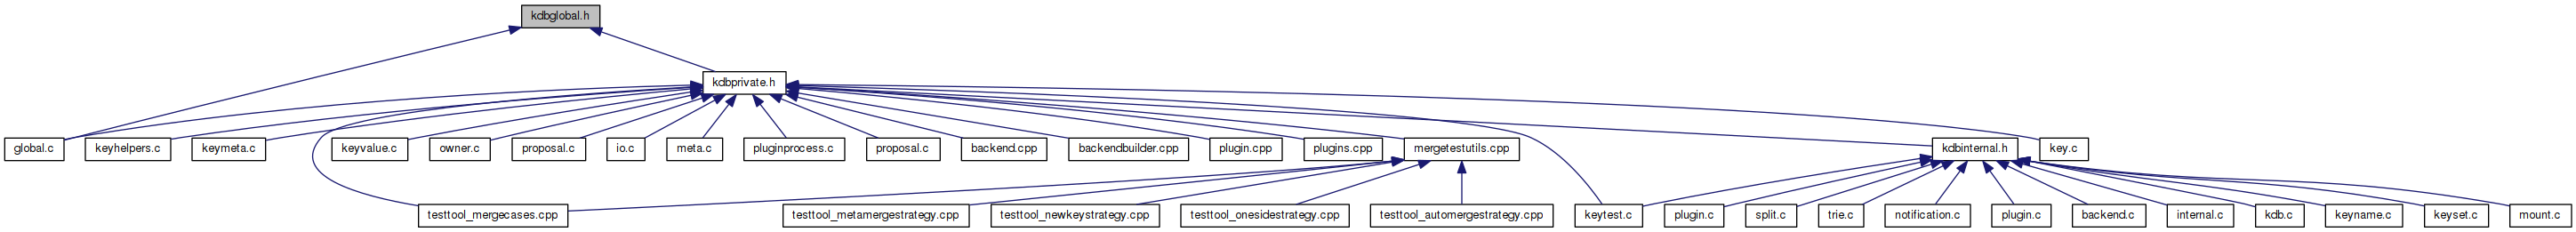 kdbglobal.h
kdbprivate.h
global.c
keyhelpers.c
keymeta.c
keyvalue.c
owner.c
proposal.c
io.c
meta.c
pluginprocess.c
proposal.c
backend.cpp
backendbuilder.cpp
plugin.cpp
plugins.cpp
mergetestutils.cpp
kdbinternal.h
key.c
testtool_mergecases.cpp
testtool_metamergestrategy.cpp
testtool_newkeystrategy.cpp
testtool_onesidestrategy.cpp
testtool_automergestrategy.cpp
keytest.c
plugin.c
split.c
trie.c
notification.c
plugin.c
backend.c
internal.c
kdb.c
keyname.c
keyset.c
mount.c